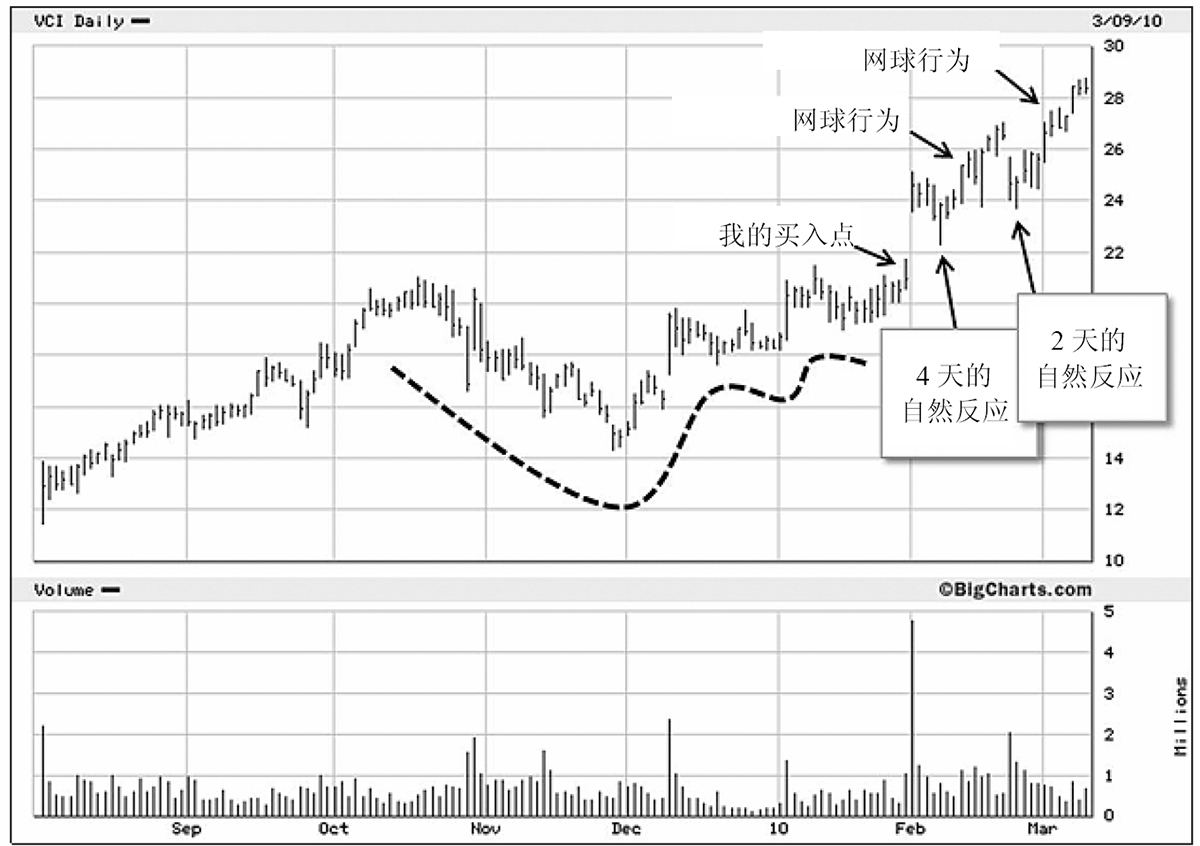 VCI Daily
3/09/10
网球行为
网球行为
我的买入点
4 天的
自然反应
2 天的
自然反应
30
28
26
24
22
14
12
10
Volume
©BigCharts.com
5
4
3
2
1
0
Millions
Sep
Oct
Nov
Dec
10
Feb
Mar